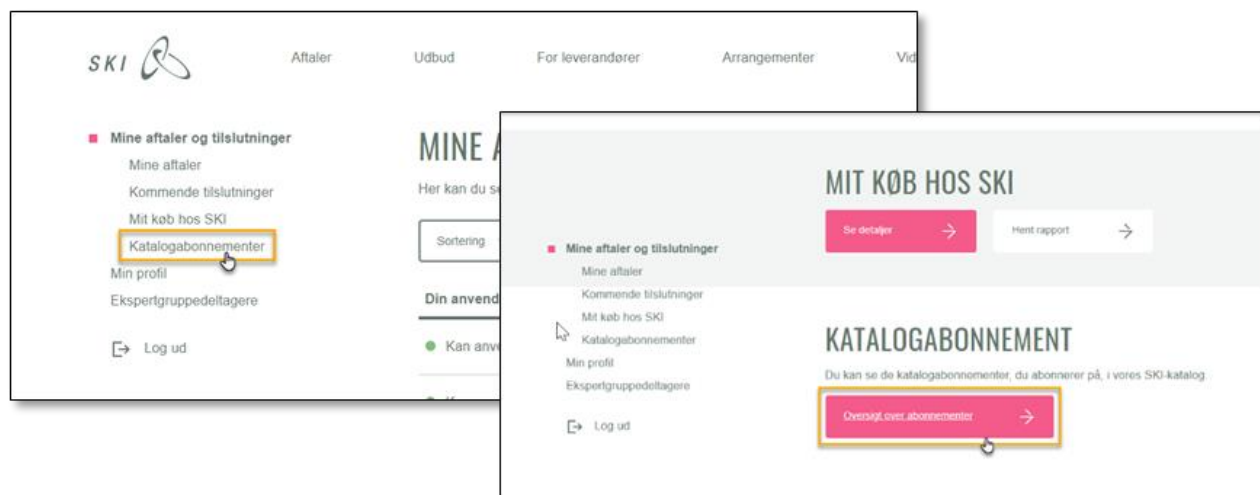 SKI
Aftaler
Udbud
For leverandører
Arrangementer
Mine aftaler og tilslutninger
Mine aftaler
Kommende tilslutninger
Mit køb hos SKI
Katalogabonnementer
Min profil
Ekspertgruppedeltagere
Log ud
MINE
Her kan du
Sortering
Din
Kan
MIT KØB HOS SKI
Se detaljer
Hent rapport
Mine aftaler og tilslutninger
Mine aftaler
Kommende tilslutninger
Mit køb hos SKI
Katalogabonnementer
Min profil
Ekspertgruppedeltagere
Log ud
KATALOGABONNEMENT
Du kan se de katalogabonnementer, du abonnerer på, i vores SKI-katalog.
Oversigt over abonnementer